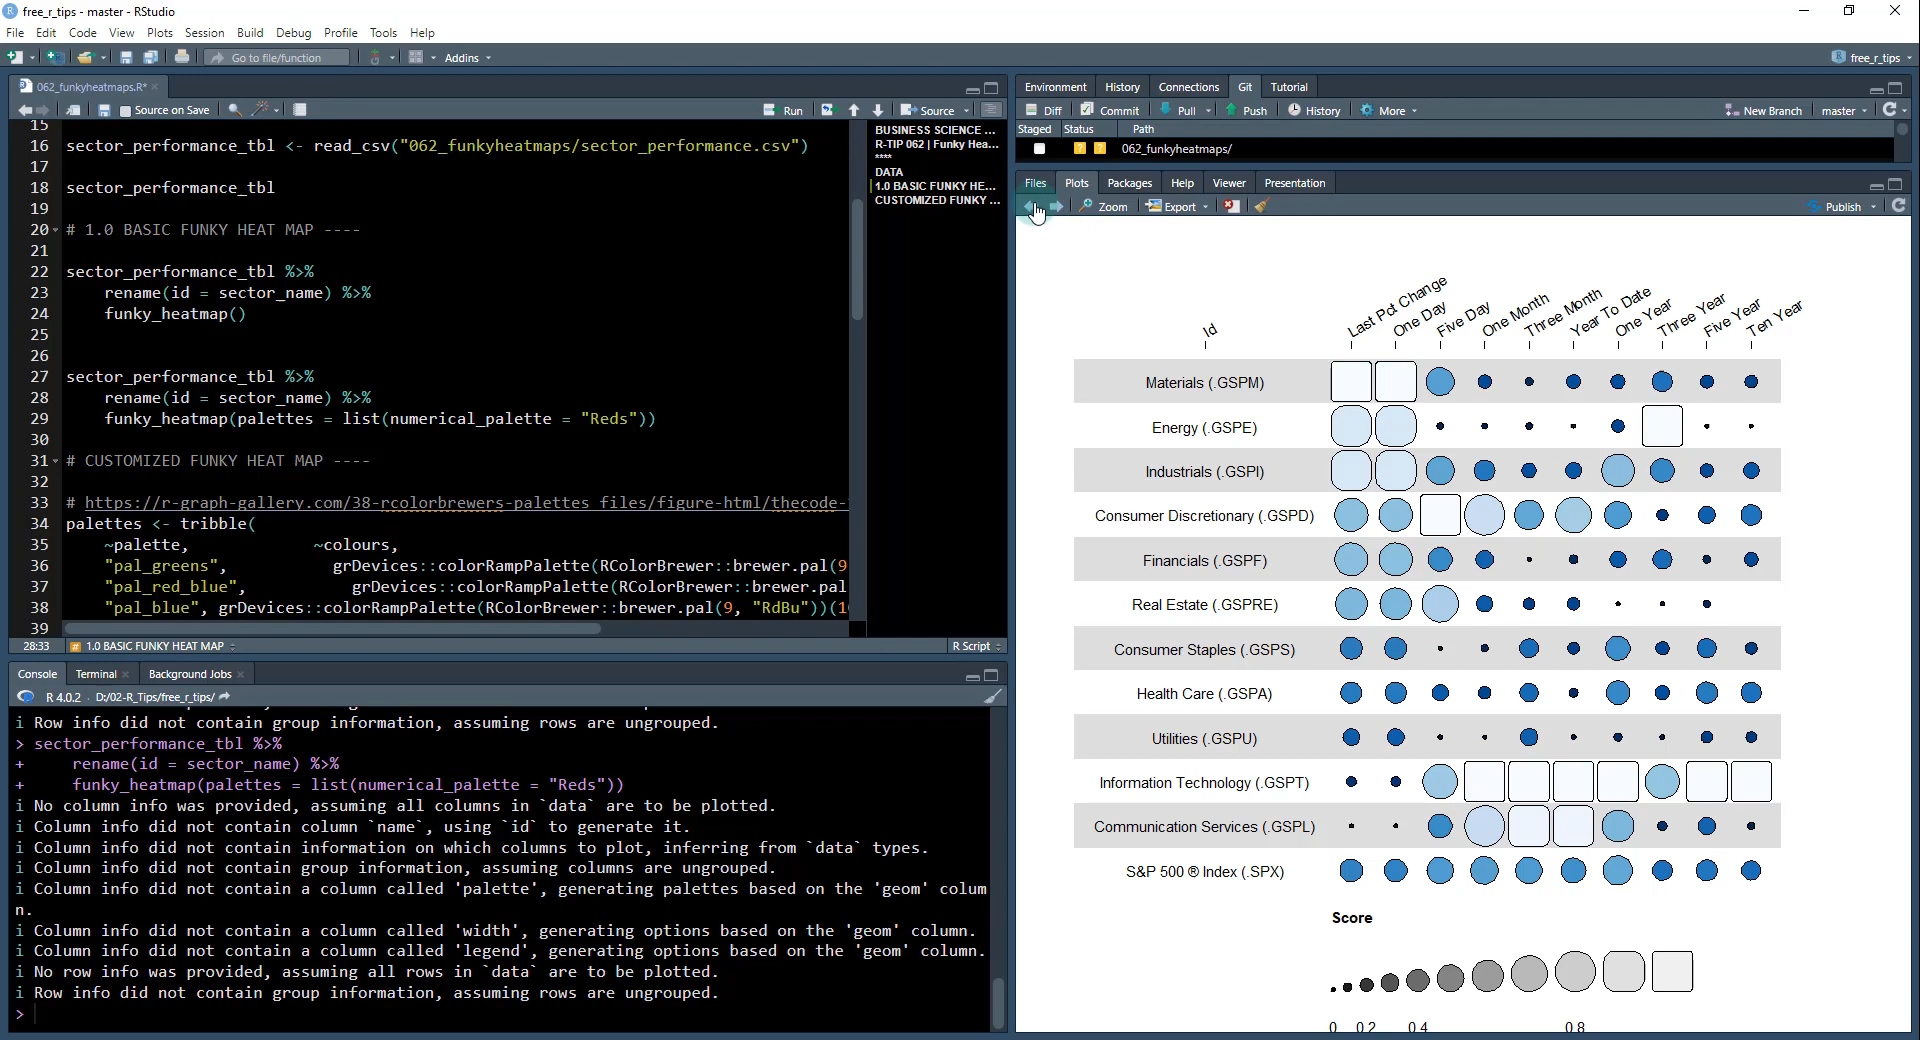 free_r_tips - master - RStudio
File Edit Code View Plots Session Build Debug Profile Tools Help
Go to file/function Addins free_r_tips
062_funkyheatmaps.R*
Source on Save Run Source
15
16 sector_performance_tbl <- read_csv("062_funkyheatmaps/sector_performance.csv")
17
18 sector_performance_tbl
19
20 # 1.0 BASIC FUNKY HEAT MAP ----
21
22 sector_performance_tbl %>%
23 rename(id = sector_name) %>%
24 funky_heatmap()
25
26
27 sector_performance_tbl %>%
28 rename(id = sector_name) %>%
29 funky_heatmap(palettes = list(numerical_palette = "Reds"))
30
31 # CUSTOMIZED FUNKY HEAT MAP ----
32
33 # https://r-graph-gallery.com/38-rcolorbrewers-palettes_files/figure-html/thecode-
34 palettes <- tribble(
35 ~palette, ~colours,
36 "pal_greens", grDevices::colorRampPalette(RColorBrewer::brewer.pal(9
37 "pal_red_blue", grDevices::colorRampPalette(RColorBrewer::brewer.pal
38 "pal_blue", grDevices::colorRampPalette(RColorBrewer::brewer.pal(9, "RdBu"))(1
39
BUSINESS SCIENCE ...
R-TIP 062 | Funky Hea...
****
DATA
1.0 BASIC FUNKY HE...
CUSTOMIZED FUNKY ...
28:33 # 1.0 BASIC FUNKY HEAT MAP R Script
Console Terminal Background Jobs
R 4.0.2 · D:/02-R_Tips/free_r_tips/
i Row info did not contain group information, assuming rows are ungrouped.
> sector_performance_tbl %>%
+ rename(id = sector_name) %>%
+ funky_heatmap(palettes = list(numerical_palette = "Reds"))
i No column info was provided, assuming all columns in `data` are to be plotted.
i Column info did not contain column `name`, using `id` to generate it.
i Column info did not contain information on which columns to plot, inferring from `data` types.
i Column info did not contain group information, assuming columns are ungrouped.
i Column info did not contain a column called 'palette', generating palettes based on the 'geom' colum
n.
i Column info did not contain a column called 'width', generating options based on the 'geom' column.
i Column info did not contain a column called 'legend', generating options based on the 'geom' column.
i No row info was provided, assuming all rows in `data` are to be plotted.
i Row info did not contain group information, assuming rows are ungrouped.
>
Environment History Connections Git Tutorial
Diff Commit Pull Push History More New Branch master
Staged Status Path
? ? 062_funkyheatmaps/
Files Plots Packages Help Viewer Presentation
Zoom Export Publish
Id Last Pct Change One Day Five Day One Month Three Month Year To Date One Year Three Year Five Year Ten Year
Materials (.GSPM)
Energy (.GSPE)
Industrials (.GSPI)
Consumer Discretionary (.GSPD)
Financials (.GSPF)
Real Estate (.GSPRE)
Consumer Staples (.GSPS)
Health Care (.GSPA)
Utilities (.GSPU)
Information Technology (.GSPT)
Communication Services (.GSPL)
S&P 500 ® Index (.SPX)
Score
0 0.2 0.4 0.8